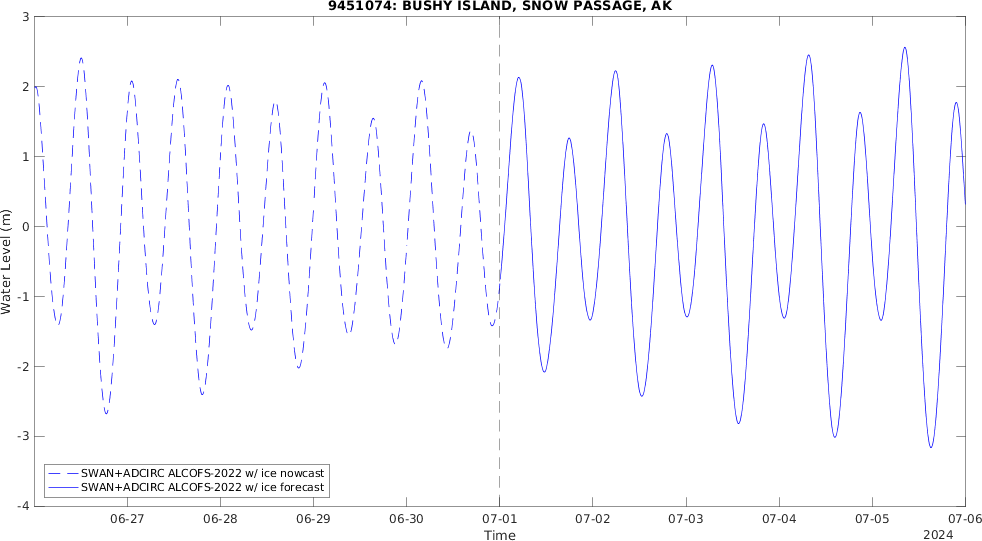 9451074: BUSHY ISLAND, SNOW PASSAGE, AK
3
2
1
0
-1
-2
-3
-4
Water Level (m)
SWAN+ADCIRC ALCOFS-2022 w/ ice nowcast
SWAN+ADCIRC ALCOFS-2022 w/ ice forecast
06-27 06-28 06-29 06-30 07-01 07-02 07-03 07-04 07-05 07-06
Time
2024